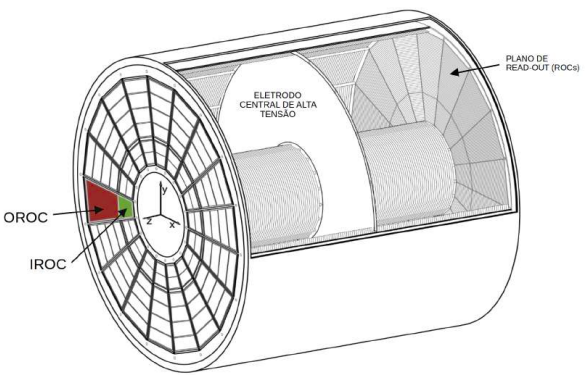 PLANO DE
READ-OUT (ROCs)
ELETRODO
CENTRAL DE ALTA
TENSÃO
y
z
x
OROC
IROC